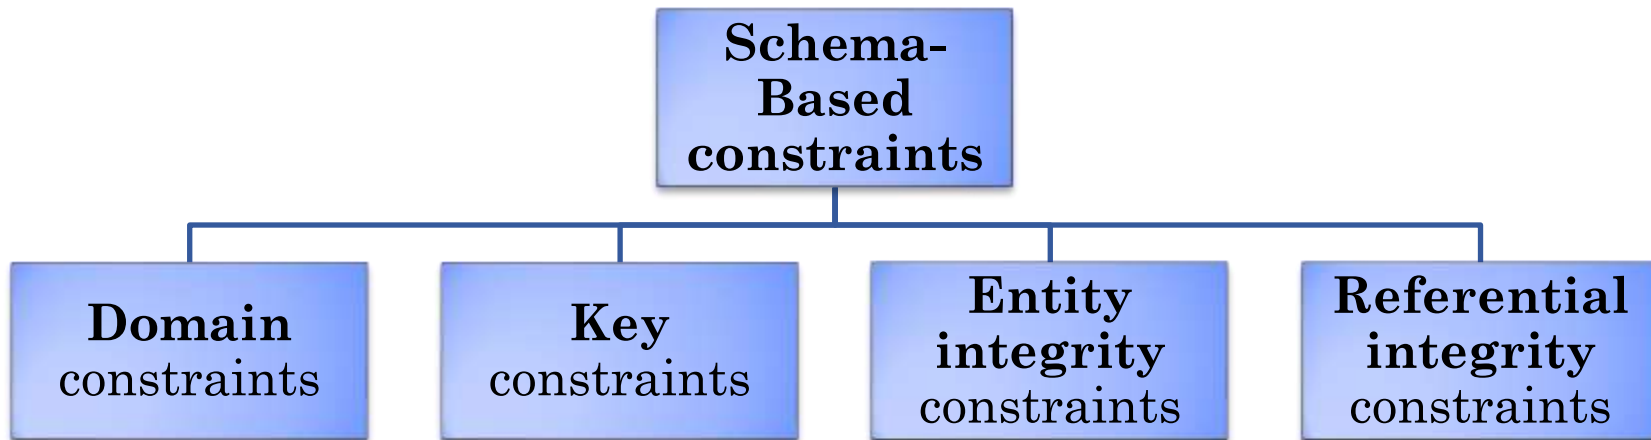 Schema-
Based
constraints
Domain
constraints
Key
constraints
Entity
integrity
constraints
Referential
integrity
constraints